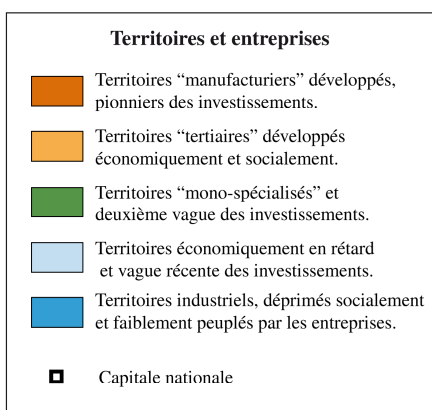 Territoires et entreprises
Territoires “manufacturiers” développés,
pionniers des investissements.
Territoires “tertiaires” développés
économiquement et socialement.
Territoires “mono-spécialisés” et
deuxième vague des investissements.
Territoires économiquement en rétard
et vague récente des investissements.
Territoires industriels, déprimés socialement
et faiblement peuplés par les entreprises.
Capitale nationale